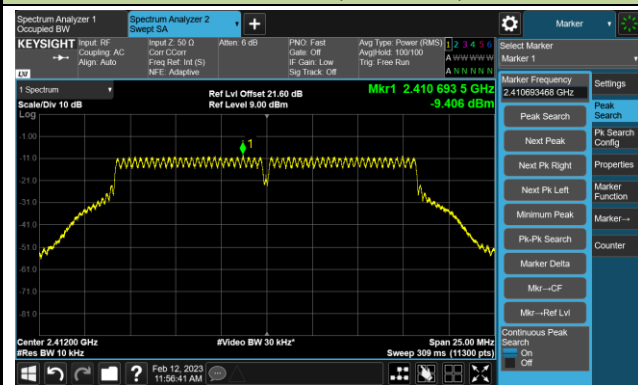 Spectrum Analyzer 1
Occupied BW
Spectrum Analyzer 2
Swept SA
+
Marker
KEYSIGHT
Input: RF
Coupling: AC
Align: Auto
Input Z: 50 Ω
Corr CCorr
Freq Ref: Int (S)
NFE: Adaptive
Atten: 6 dB
PNO: Fast
Gate: Off
IF Gain: Low
Sig Track: Off
Avg Type: Power (RMS)
Avg|Hold: 100/100
Trig: Free Run
1 2 3 4 5 6
A W W W W W
A N N N N N
LXI
Select Marker
Marker 1
1 Spectrum
Scale/Div 10 dB
Log
Ref Lvl Offset 21.60 dB
Ref Level 9.00 dBm
Mkr1 2.410 693 5 GHz
-9.406 dBm
1
-1.00
-11.0
-21.0
-31.0
-41.0
-51.0
-61.0
-71.0
-81.0
Center 2.41200 GHz
#Res BW 10 kHz
#Video BW 30 kHz*
Span 25.00 MHz
Sweep 309 ms (11300 pts)
Marker Frequency
2.410693468 GHz
Peak Search
Next Peak
Next Pk Right
Next Pk Left
Minimum Peak
Pk-Pk Search
Marker Delta
Mkr→CF
Mkr→Ref Lvl
Continuous Peak
Search
On
Off
Settings
Peak
Search
Pk Search
Config
Properties
Marker
Function
Marker→
Counter
?
Feb 12, 2023
11:56:41 AM